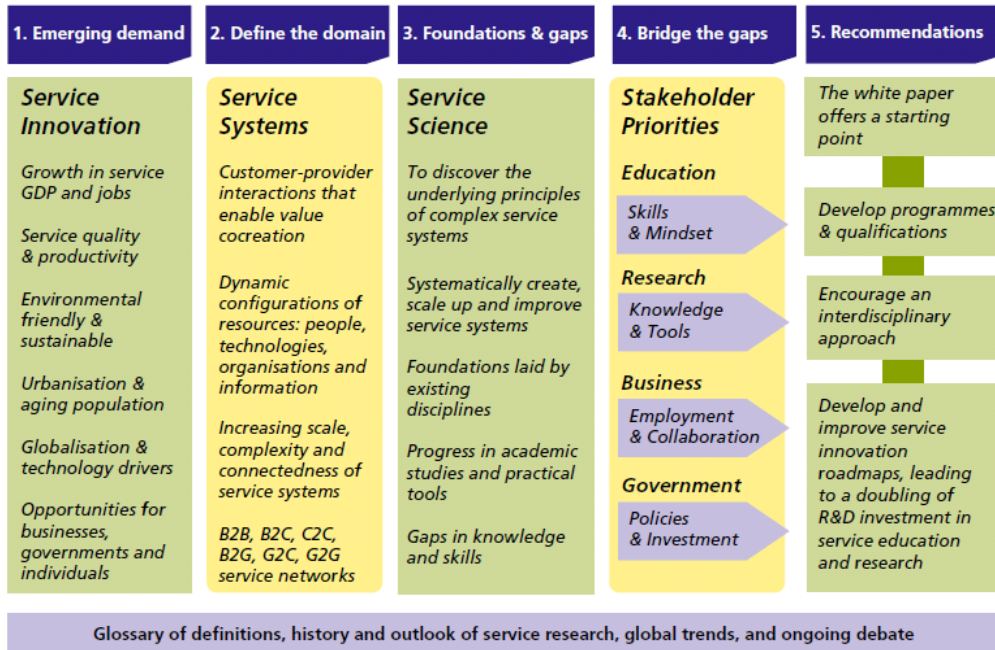 1. Emerging demand
2. Define the domain
3. Foundations & gaps
4. Bridge the gaps
5. Recommendations
Service
Innovation
Growth in service
GDP and jobs
Service quality
& productivity
Environmental
friendly &
sustainable
Urbanisation &
aging population
Globalisation &
technology drivers
Opportunities for
businesses,
governments and
individuals
Service
Systems
Customer-provider
interactions that
enable value
cocreation
Dynamic
configurations of
resources: people,
technologies,
organisations and
information
Increasing scale,
complexity and
connectedness of
service systems
B2B, B2C, C2C,
B2G, G2C, G2G
service networks
Service
Science
To discover the
underlying principles
of complex service
systems
Systematically create,
scale up and improve
service systems
Foundations laid by
existing
disciplines
Progress in academic
studies and practical
tools
Gaps in knowledge
and skills
Stakeholder
Priorities
Education
Skills
& Mindset
Research
Knowledge
& Tools
Business
Employment
& Collaboration
Government
Policies
& Investment
The white paper
offers a starting
point
Develop programmes
& qualifications
Encourage an
interdisciplinary
approach
Develop and
improve service
innovation
roadmaps, leading
to a doubling of
R&D investment in
service education
and research
Glossary of definitions, history and outlook of service research, global trends, and ongoing debate